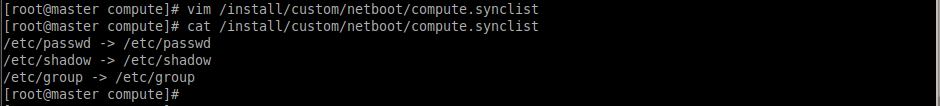 [root@master compute]# vim /install/custom/netboot/compute.synclist
[root@master compute]# cat /install/custom/netboot/compute.synclist
/etc/passwd -> /etc/passwd
/etc/shadow -> /etc/shadow
/etc/group -> /etc/group
[root@master compute]#